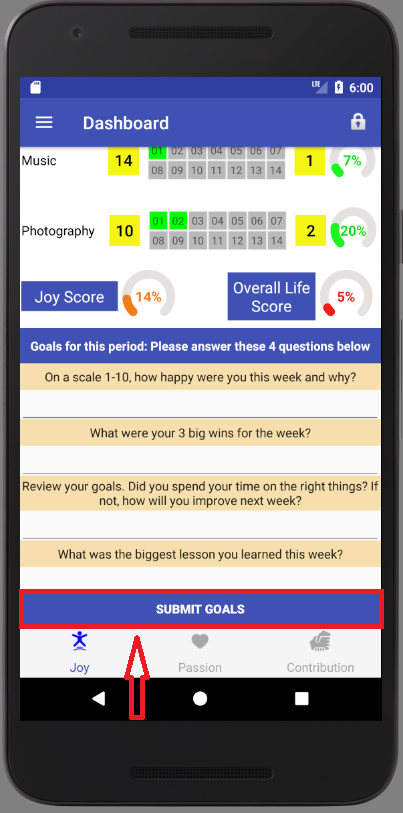 LTE 6:00
Dashboard
Music 14 01 02 03 04 05 06 07 1 7%
08 09 10 11 12 13 14
Photography 10 01 02 03 04 05 06 07 2 20%
08 09 10 11 12 13 14
Joy Score 14% Overall Life Score 5%
Goals for this period: Please answer these 4 questions below
On a scale 1-10, how happy were you this week and why?
What were your 3 big wins for the week?
Review your goals. Did you spend your time on the right things? If
not, how will you improve next week?
What was the biggest lesson you learned this week?
SUBMIT GOALS
Joy Passion Contribution